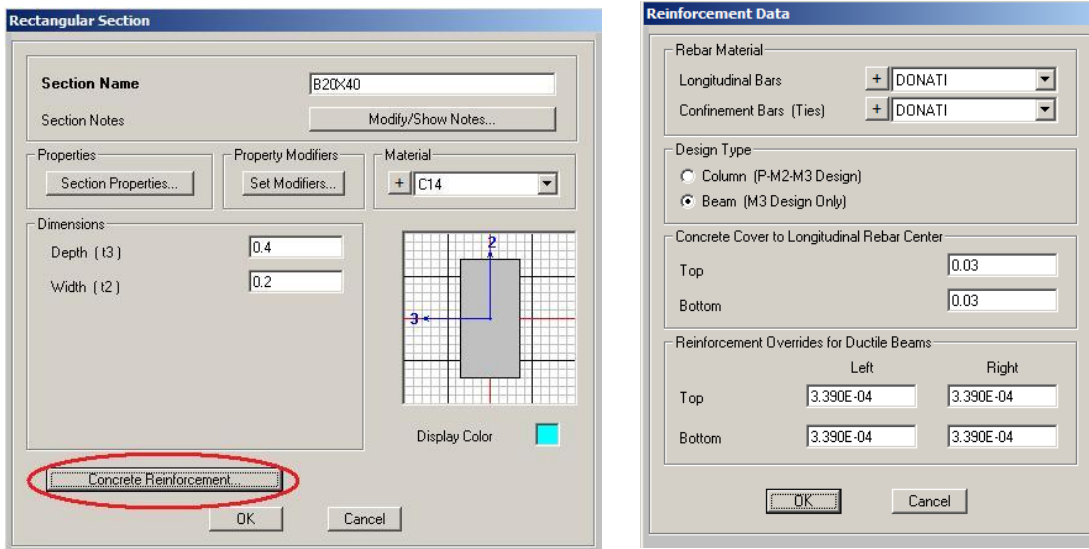 Rectangular Section
Section Name B20X40
Section Notes Modify/Show Notes...
Properties Property Modifiers Material
Section Properties... Set Modifiers... + C14
Dimensions
Depth ( t3 ) 0.4
Width ( t2 ) 0.2
2
3
Display Color
Concrete Reinforcement...
OK Cancel
Reinforcement Data
Rebar Material
Longitudinal Bars + DONATI
Confinement Bars (Ties) + DONATI
Design Type
Column (P-M2-M3 Design)
Beam (M3 Design Only)
Concrete Cover to Longitudinal Rebar Center
Top 0.03
Bottom 0.03
Reinforcement Overrides for Ductile Beams
Left Right
Top 3.390E-04 3.390E-04
Bottom 3.390E-04 3.390E-04
OK Cancel